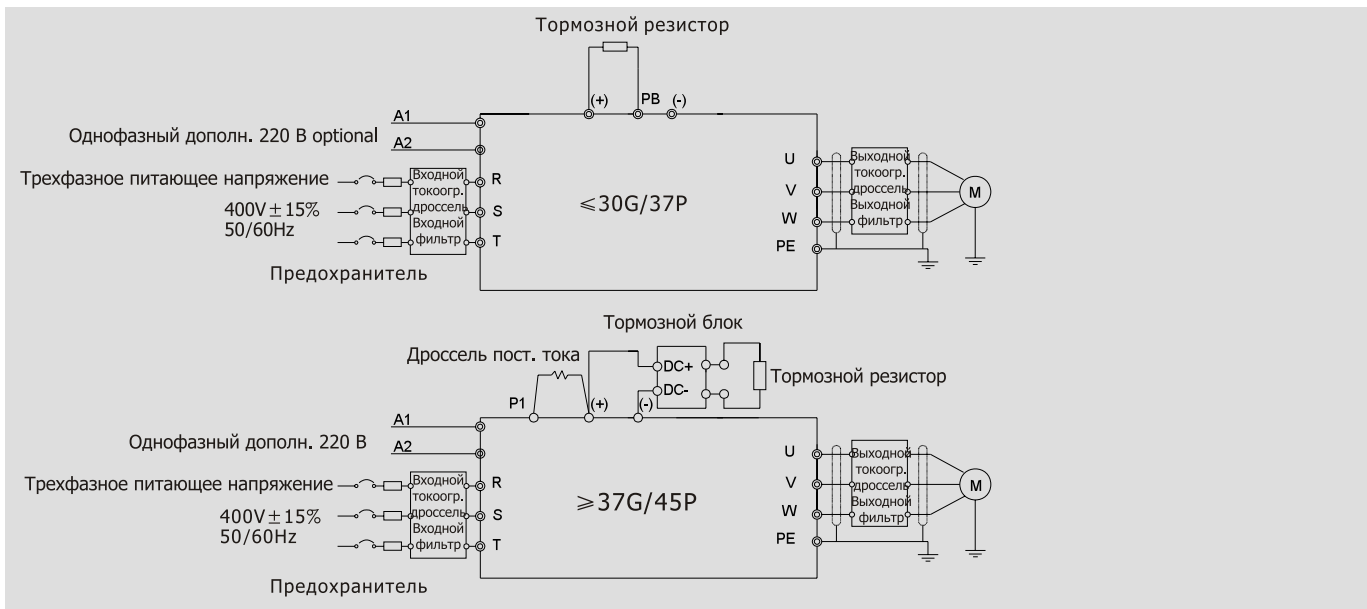 Тормозной резистор
(+) PB (-)
A1
Однофазный дополн. 220 В optional
A2
Трехфазное питающее напряжение
400V±15%
50/60Hz
Предохранитель
Входной
токоогр.
дроссель
Входной
фильтр
R
S
T
≤30G/37P
U
V
W
PE
Выходной
токоогр.
дроссель
Выходной
фильтр
M
Тормозной блок
Дроссель пост. тока
DC+
DC-
Тормозной резистор
P1 (+) (-)
A1
Однофазный дополн. 220 В
A2
Трехфазное питающее напряжение
400V±15%
50/60Hz
Предохранитель
Входной
токоогр.
дроссель
Входной
фильтр
R
S
T
≥37G/45P
U
V
W
PE
Выходной
токоогр.
дроссель
Выходной
фильтр
M